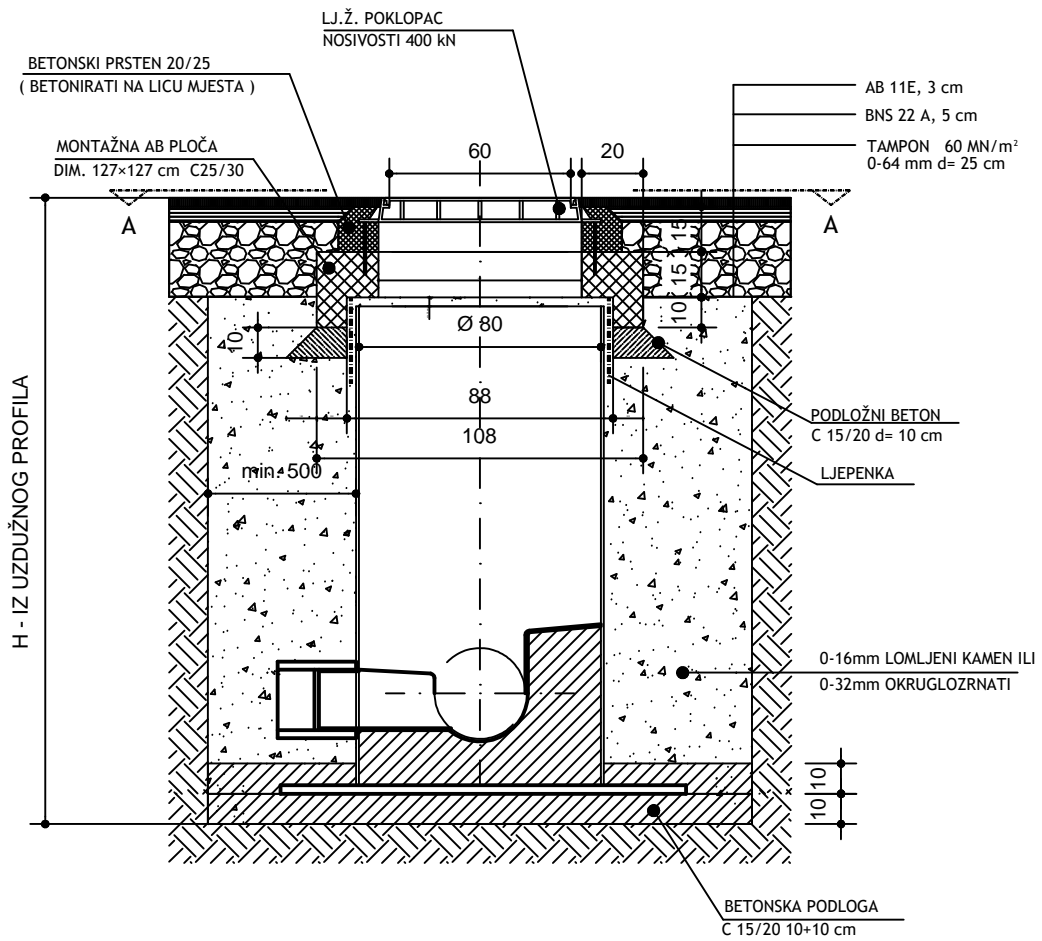 LJ.Ž. POKLOPAC
NOSIVOSTI 400 kN
BETONSKI PRSTEN 20/25
( BETONIRATI NA LICU MJESTA )
AB 11E, 3 cm
BNS 22 A, 5 cm
MONTAŽNA AB PLOČA
DIM. 127×127 cm C25/30
TAMPON 60 MN/m²
0-64 mm d= 25 cm
60
20
A
A
15
15
10
10
Ø 80
88
108
PODLOŽNI BETON
C 15/20 d= 10 cm
min. 500
LJEPENKA
H - IZ UZDUŽNOG PROFILA
0-16mm LOMLJENI KAMEN ILI
0-32mm OKRUGLOZRNATI
10
10
BETONSKA PODLOGA
C 15/20 10+10 cm